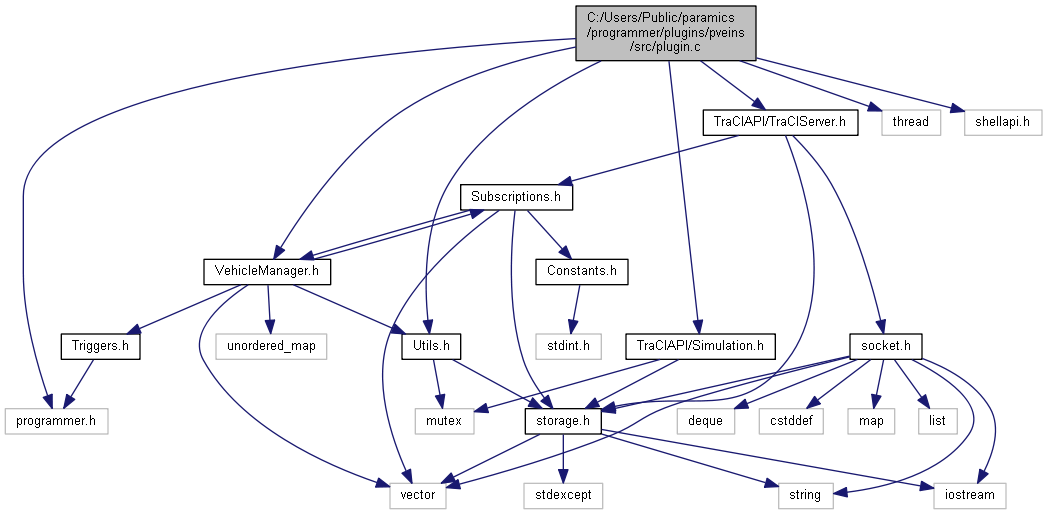 C:/Users/Public/paramics
/programmer/plugins/pveins
/src/plugin.c
TraCIAPI/TraCIServer.h
thread
shellapi.h
Subscriptions.h
VehicleManager.h
Constants.h
Triggers.h
unordered_map
Utils.h
stdint.h
TraCIAPI/Simulation.h
socket.h
programmer.h
mutex
storage.h
deque
cstddef
map
list
vector
stdexcept
string
iostream